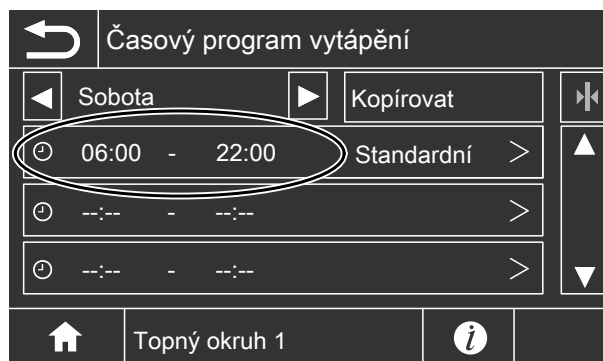 Časový program vytápění
Sobota Kopírovat
06:00 - 22:00 Standardní >
--:-- - --:-- >
--:-- - --:-- >
Topný okruh 1 i